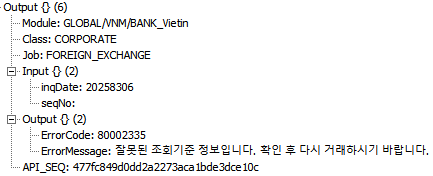 Output {} (6)
Module: GLOBAL/VNM/BANK_Vietin
Class: CORPORATE
Job: FOREIGN_EXCHANGE
Input {} (2)
inqDate: 20258306
seqNo:
Output {} (2)
ErrorCode: 80002335
ErrorMessage: 잘못된 조회기준 정보입니다. 확인 후 다시 거래하시기 바랍니다.
API_SEQ: 477fc849d0dd2a2273aca1bde3dce10c